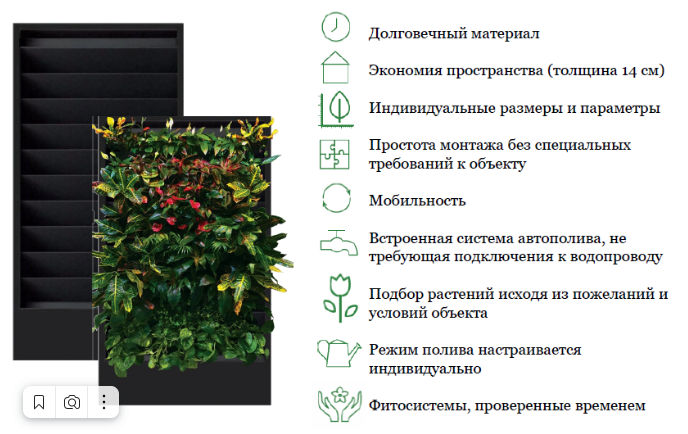 Долговечный материал
Экономия пространства (толщина 14 см)
Индивидуальные размеры и параметры
Простота монтажа без специальных
требований к объекту
Мобильность
Встроенная система автополива, не
требующая подключения к водопроводу
Подбор растений исходя из пожеланий и
условий объекта
Режим полива настраивается
индивидуально
Фитосистемы, проверенные временем